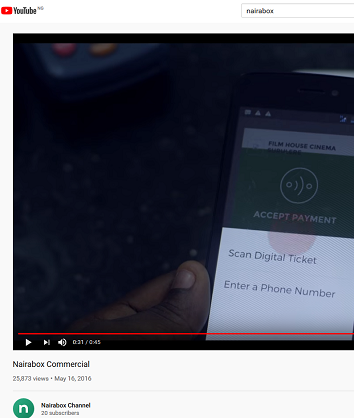 YouTube NG
nairabox
FILM HOUSE CINEMA
SURULERE
ACCEPT PAYMENT
Scan Digital Ticket
Enter a Phone Number
0:31 / 0:45
Nairabox Commercial
25,873 views • May 16, 2016
n
Nairabox Channel
20 subscribers